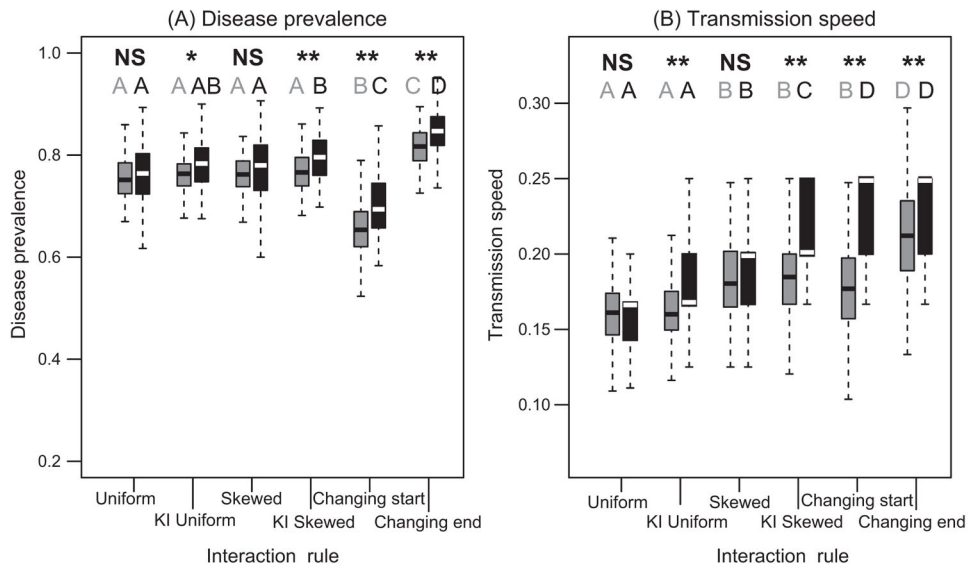 (A) Disease prevalence
NS * NS ** ** **
A A A AB A A A B B C C D
1.0
0.8
0.6
0.4
0.2
Disease prevalence
Uniform Skewed Changing start
KI Uniform KI Skewed Changing end
Interaction rule
(B) Transmission speed
NS ** NS ** ** **
A A A A B B B C B D D D
0.30
0.25
0.20
0.15
0.10
Transmission speed
Uniform Skewed Changing start
KI Uniform KI Skewed Changing end
Interaction rule